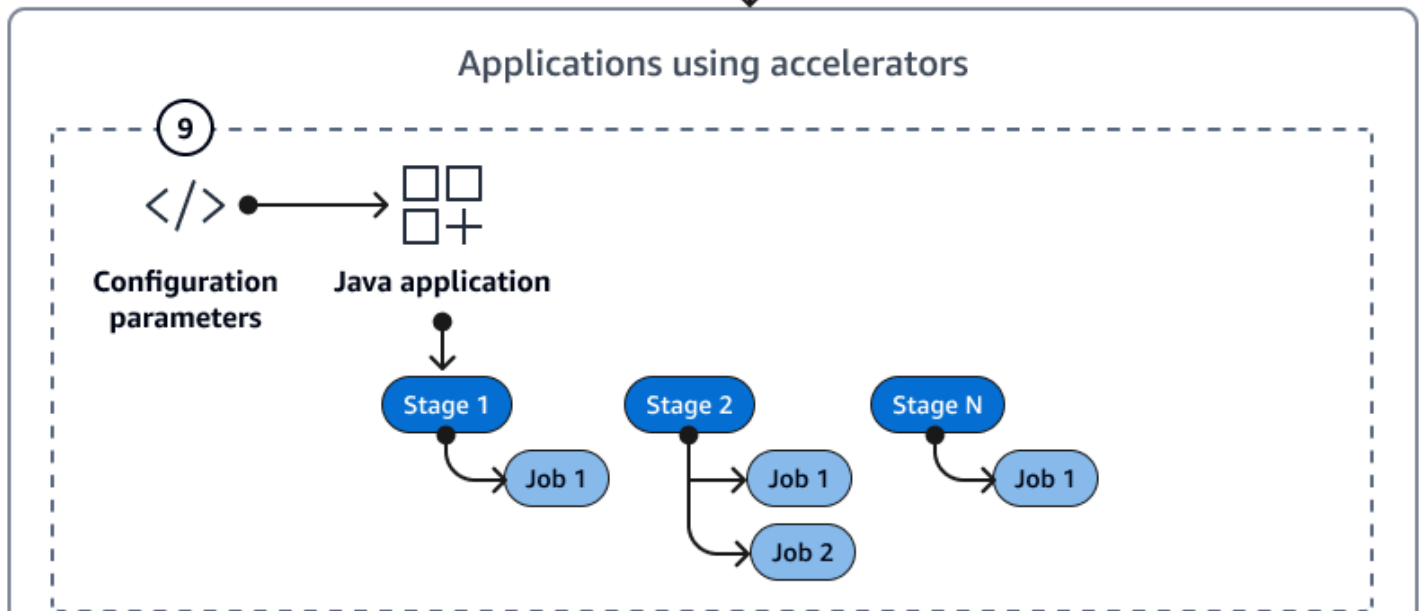 Applications using accelerators
9
</>
Configuration
parameters
Java application
Stage 1
Stage 2
Stage N
Job 1
Job 1
Job 1
Job 2